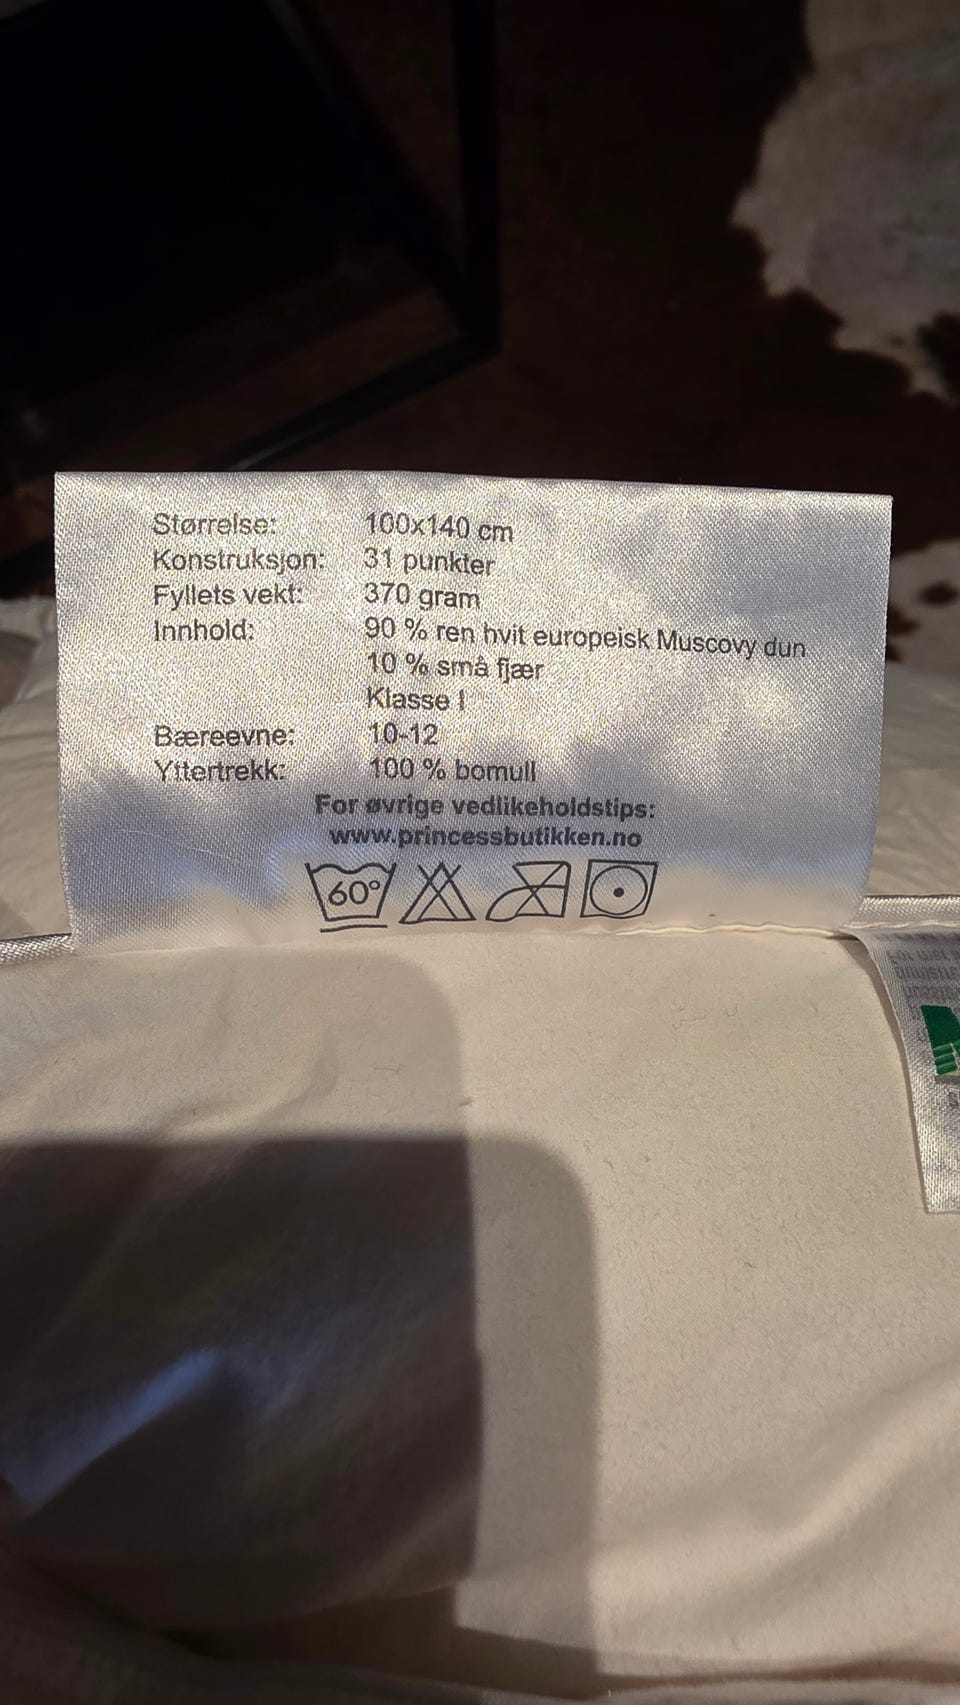 Størrelse: 100x140 cm
Konstruksjon: 31 punkter
Fyllets vekt: 370 gram
Innhold: 90 % ren hvit europeisk Muscovy dun
10 % små fjær
Klasse I
Bæreevne: 10-12
Yttertrekk: 100 % bomull
For øvrige vedlikeholdstips:
www.princessbutikken.no
60°